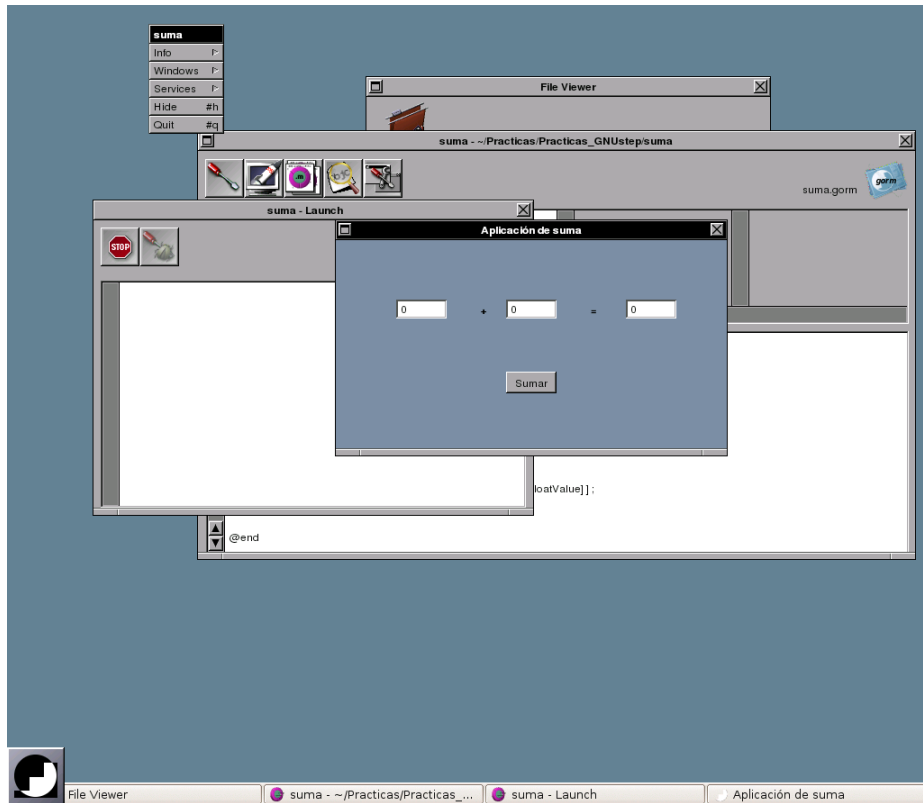 suma
Info
Windows
Services
Hide #h
Quit #q
File Viewer
suma - ~/Practicas/Practicas_GNUstep/suma
suma.gorm
gorm
.m
suma - Launch
STOP
Aplicación de suma
0 + 0 = 0
Sumar
loatValue]];
@end
File Viewer
suma - ~/Practicas/Practicas_...
suma - Launch
Aplicación de suma